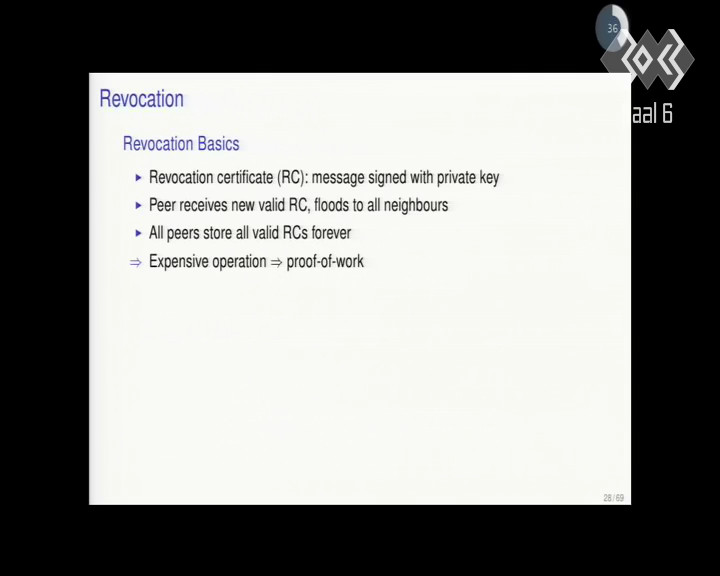 36
aal 6
Revocation
Revocation Basics
Revocation certificate (RC): message signed with private key
Peer receives new valid RC, floods to all neighbours
All peers store all valid RCs forever
⇒ Expensive operation ⇒ proof-of-work
28/69